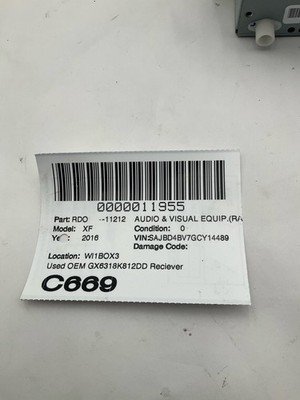 0000011955
Part: RDO -11212 AUDIO & VISUAL EQUIP.(RA
Model: XF Condition: 0
Year: 2016 VIN:SAJBD4BV7GCY14489
Damage Code:
Location: WI1BOX3
Used OEM GX6318K812DD Reciever
C669